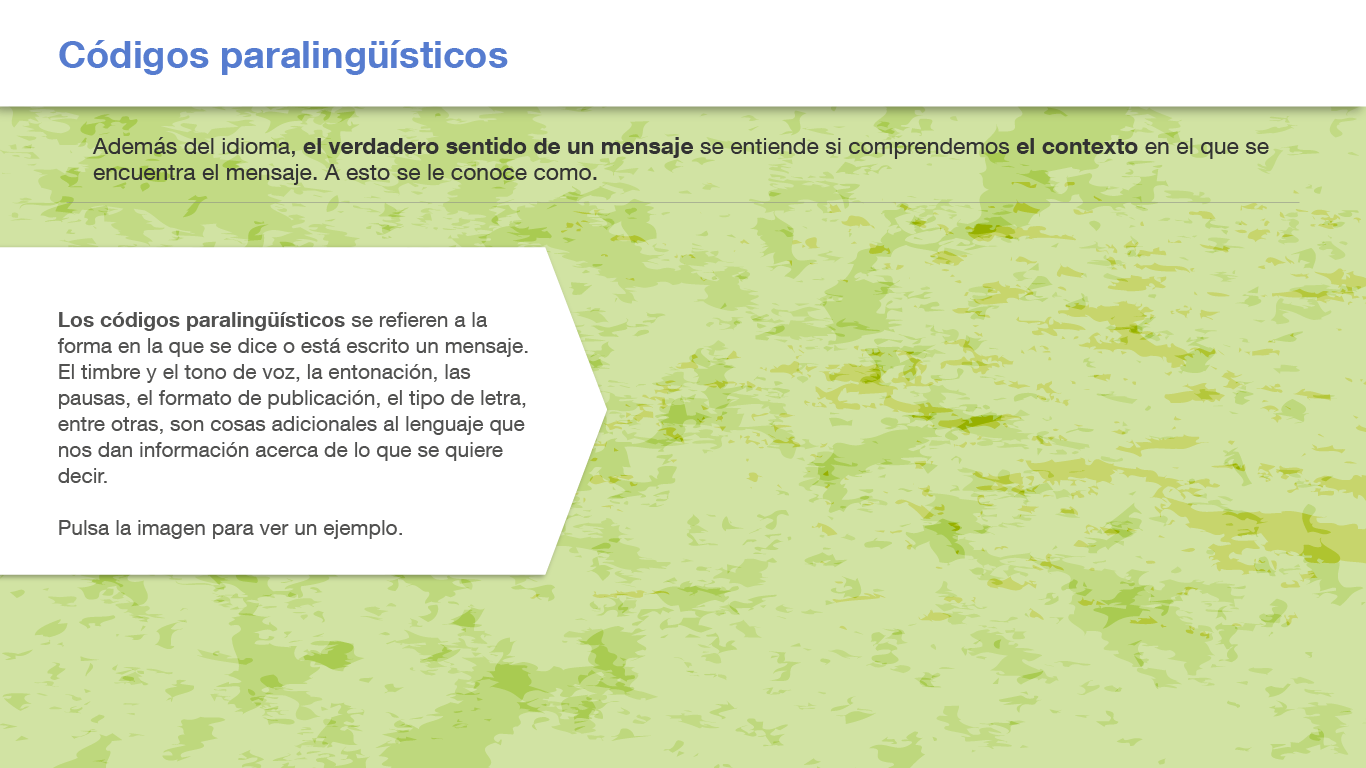 Códigos paralingüísticos
Además del idioma, el verdadero sentido de un mensaje se entiende si comprendemos el contexto en el que se
encuentra el mensaje. A esto se le conoce como.
Los códigos paralingüísticos se refieren a la
forma en la que se dice o está escrito un mensaje.
El timbre y el tono de voz, la entonación, las
pausas, el formato de publicación, el tipo de letra,
entre otras, son cosas adicionales al lenguaje que
nos dan información acerca de lo que se quiere
decir.
Pulsa la imagen para ver un ejemplo.